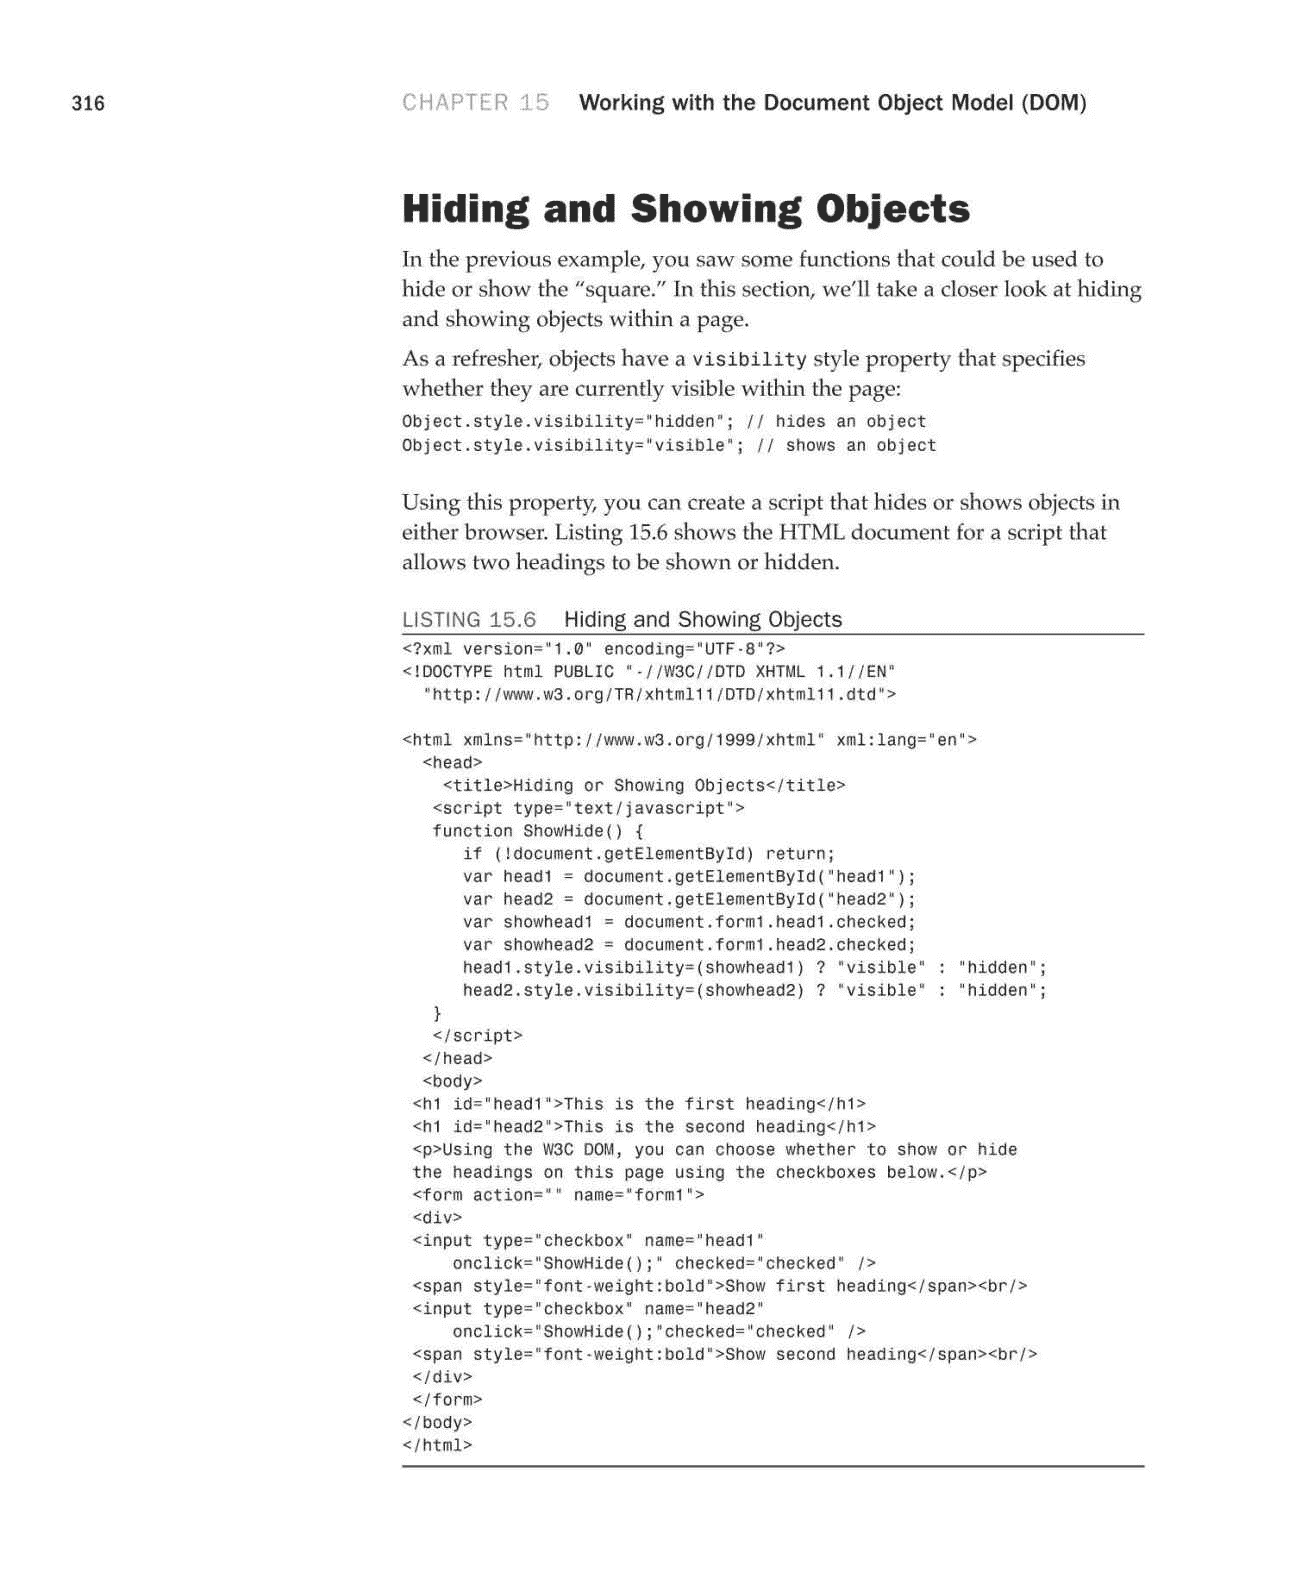 316
CHAPTER 15 Working with the Document Object Model (DOM)
Hiding and Showing Objects
In the previous example, you saw some functions that could be used to
hide or show the “square.” In this section, we’ll take a closer look at hiding
and showing objects within a page.
As a refresher, objects have a visibility style property that specifies
whether they are currently visible within the page:
Object.style.visibility="hidden"; // hides an object
Object.style.visibility="visible"; // shows an object
Using this property, you can create a script that hides or shows objects in
either browser. Listing 15.6 shows the HTML document for a script that
allows two headings to be shown or hidden.
LISTING 15.6 Hiding and Showing Objects
<?xml version="1.0" encoding="UTF-8"?>
<!DOCTYPE html PUBLIC "-//W3C//DTD XHTML 1.1//EN"
  "http://www.w3.org/TR/xhtml11/DTD/xhtml11.dtd">
<html xmlns="http://www.w3.org/1999/xhtml" xml:lang="en">
  <head>
    <title>Hiding or Showing Objects</title>
   <script type="text/javascript">
   function ShowHide() {
      if (!document.getElementById) return;
      var head1 = document.getElementById("head1");
      var head2 = document.getElementById("head2");
      var showhead1 = document.form1.head1.checked;
      var showhead2 = document.form1.head2.checked;
      head1.style.visibility=(showhead1) ? "visible" : "hidden";
      head2.style.visibility=(showhead2) ? "visible" : "hidden";
   }
   </script>
  </head>
  <body>
 <h1 id="head1">This is the first heading</h1>
 <h1 id="head2">This is the second heading</h1>
 <p>Using the W3C DOM, you can choose whether to show or hide
 the headings on this page using the checkboxes below.</p>
 <form action="" name="form1">
 <div>
 <input type="checkbox" name="head1"
     onclick="ShowHide();" checked="checked" />
 <span style="font-weight:bold">Show first heading</span><br/>
 <input type="checkbox" name="head2"
     onclick="ShowHide();"checked="checked" />
 <span style="font-weight:bold">Show second heading</span><br/>
 </div>
 </form>
</body>
</html>